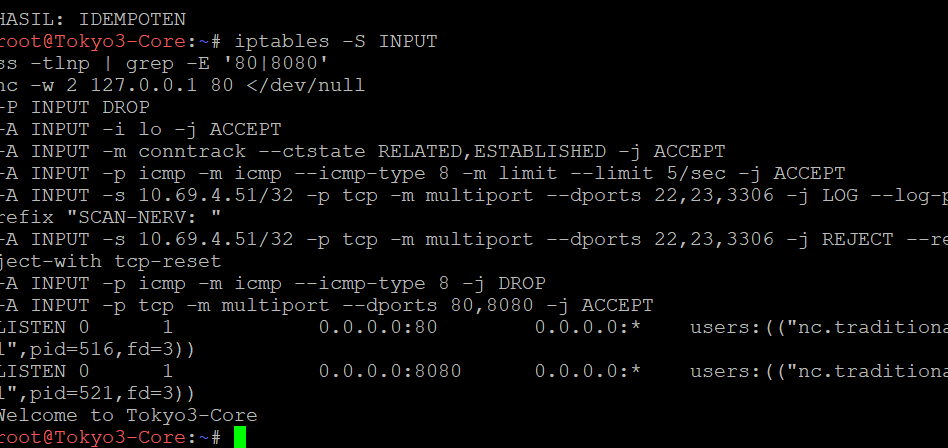 HASIL: IDEMPOTEN
root@Tokyo3-Core:~# iptables -S INPUT
ss -tlnp | grep -E '80|8080'
nc -w 2 127.0.0.1 80 </dev/null
-P INPUT DROP
-A INPUT -i lo -j ACCEPT
-A INPUT -m conntrack --ctstate RELATED,ESTABLISHED -j ACCEPT
-A INPUT -p icmp -m icmp --icmp-type 8 -m limit --limit 5/sec -j ACCEPT
-A INPUT -s 10.69.4.51/32 -p tcp -m multiport --dports 22,23,3306 -j LOG --log-p
refix "SCAN-NERV: "
-A INPUT -s 10.69.4.51/32 -p tcp -m multiport --dports 22,23,3306 -j REJECT --re
ject-with tcp-reset
-A INPUT -p icmp -m icmp --icmp-type 8 -j DROP
-A INPUT -p tcp -m multiport --dports 80,8080 -j ACCEPT
LISTEN 0      1            0.0.0.0:80        0.0.0.0:*    users:(("nc.traditiona
l",pid=516,fd=3))
LISTEN 0      1            0.0.0.0:8080      0.0.0.0:*    users:(("nc.traditiona
l",pid=521,fd=3))
Welcome to Tokyo3-Core
root@Tokyo3-Core:~#